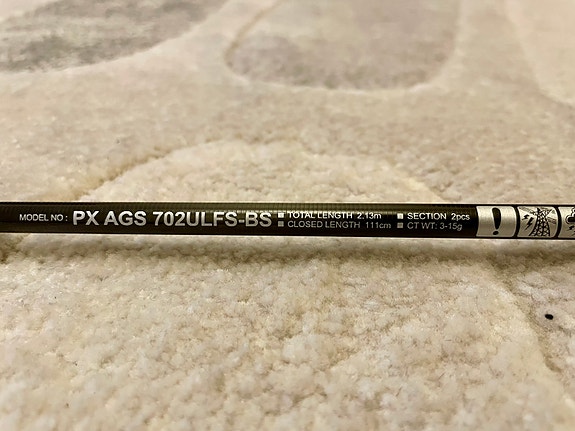 MODEL NO : PX AGS 702ULFS-BS
■ TOTAL LENGTH 2.13m ■ SECTION 2pcs
■ CLOSED LENGTH 111cm ■ CT WT: 3-15g
!